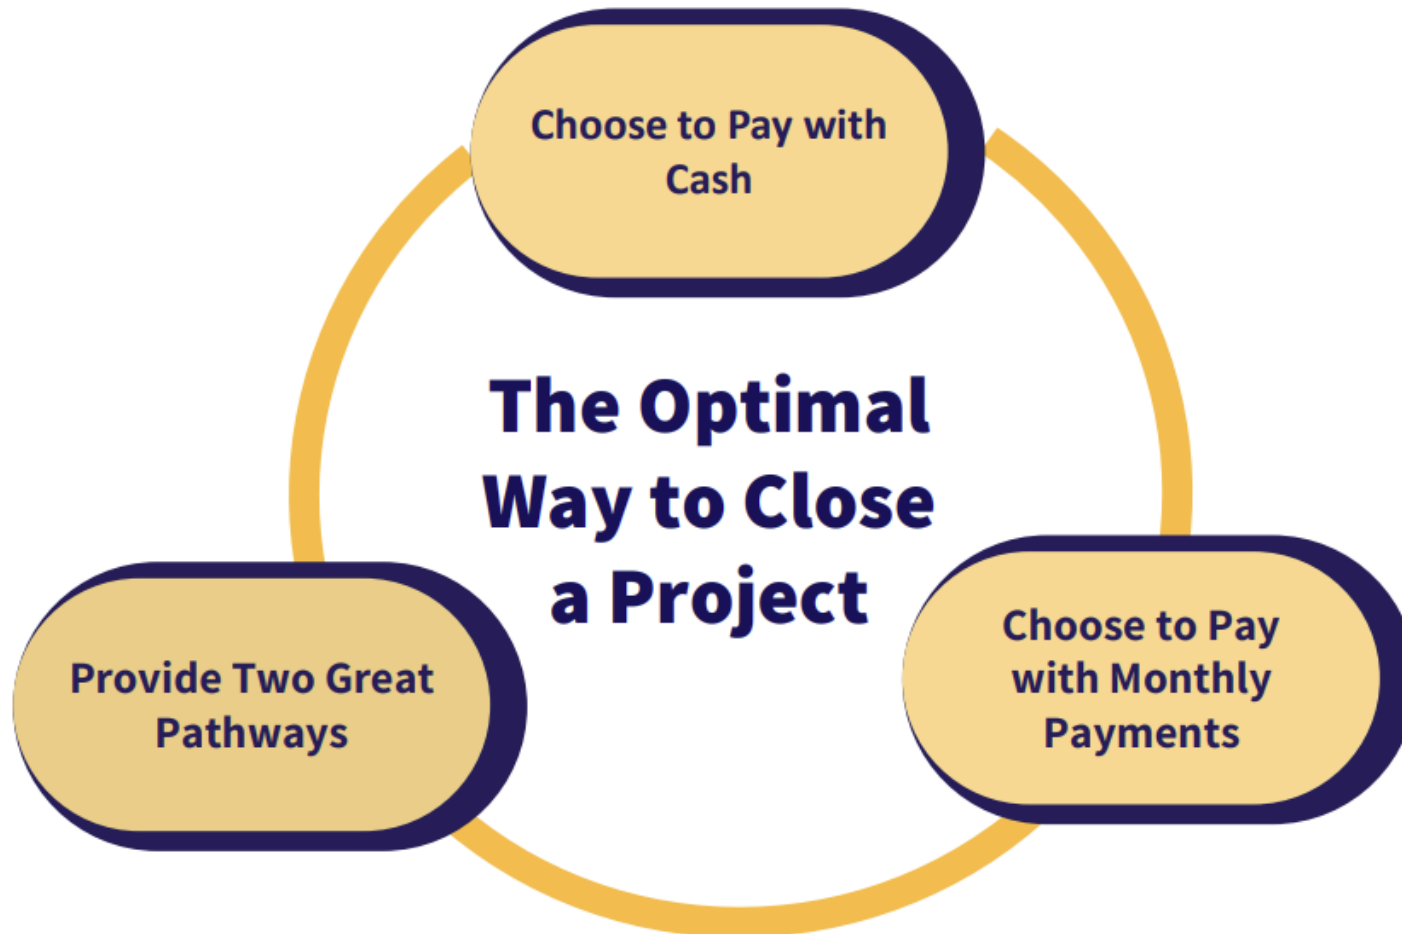 Choose to Pay with
Cash
The Optimal
Way to Close
a Project
Provide Two Great
Pathways
Choose to Pay
with Monthly
Payments